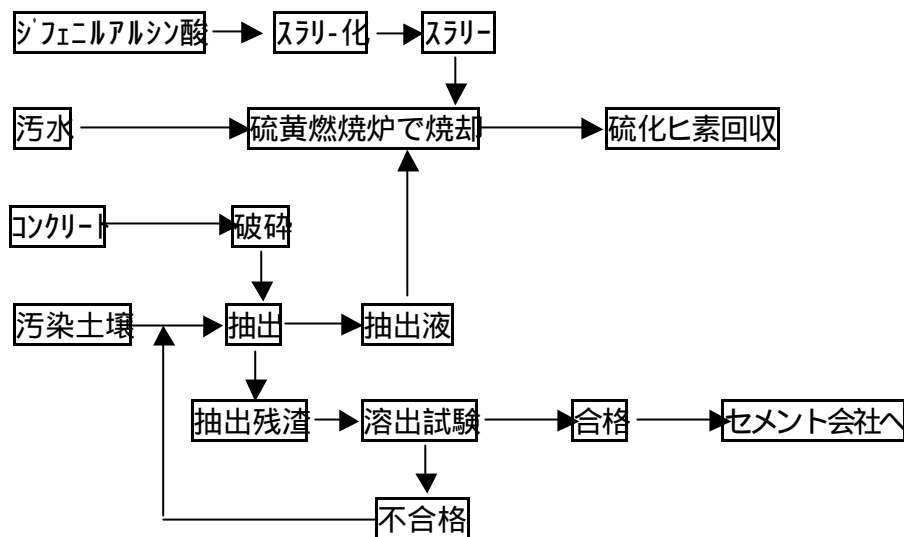 ｼﾞﾌｪﾆﾙｱﾙｼﾝ酸
ｽﾗﾘｰ化
ｽﾗﾘｰ
汚水
硫黄燃焼炉で焼却
硫化ヒ素回収
ｺﾝｸﾘｰﾄ
破砕
汚染土壌
抽出
抽出液
抽出残渣
溶出試験
合格
セメント会社へ
不合格